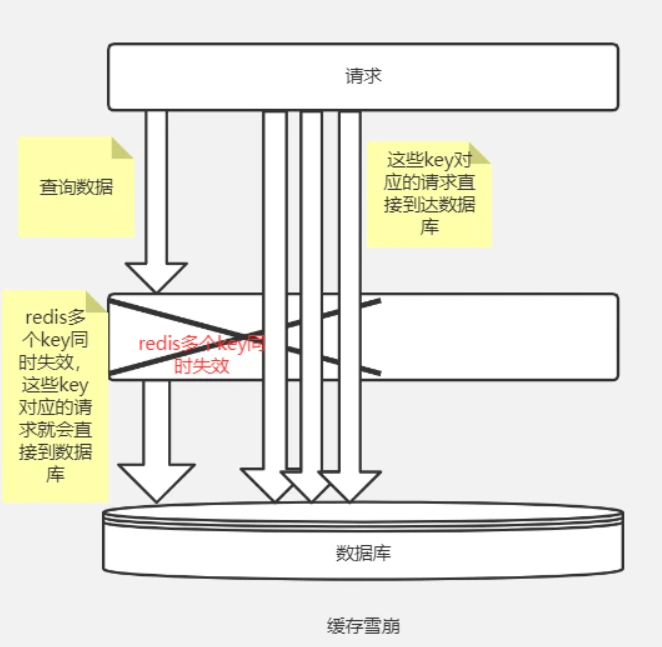 请求
查询数据
这些key对
应的请求直
接到达数据
库
redis多
个key同
时失效，
这些key
对应的请
求就会直
接到数据
库
redis多个key同
时失效
数据库
缓存雪崩